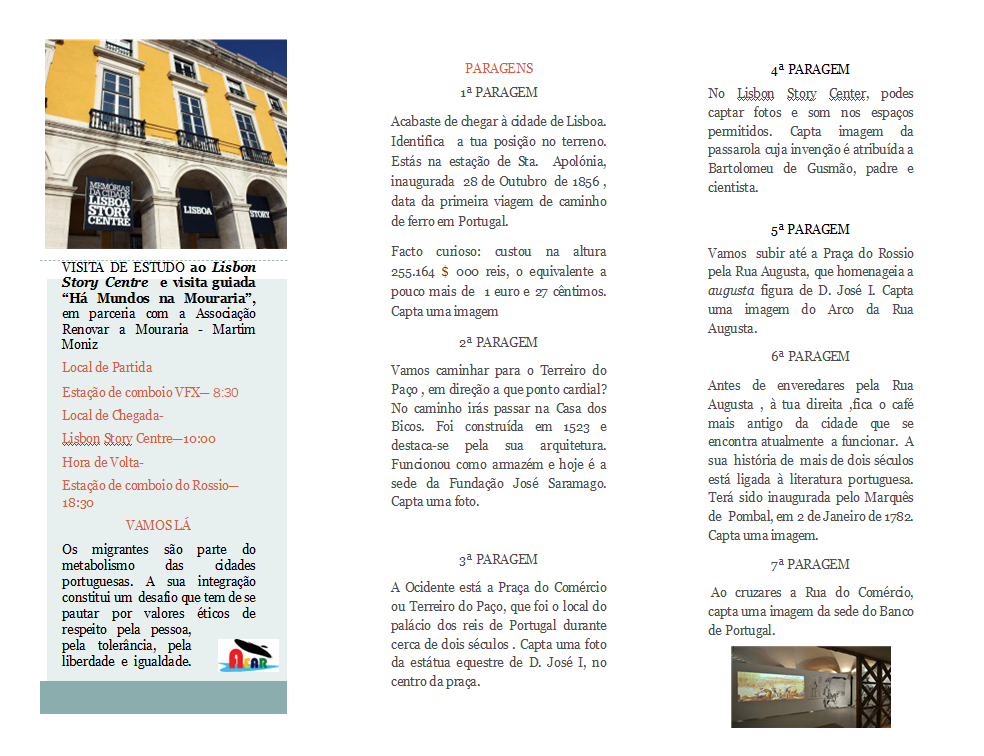 MEMÓRIAS
DA CIDADE
LISBOA
STORY
CENTRE
LISBOA
STORY
VISITA DE ESTUDO ao Lisbon
Story Centre e visita guiada
“Há Mundos na Mouraria”,
em parceria com a Associação
Renovar a Mouraria - Martim
Moniz
Local de Partida
Estação de comboio VFX— 8:30
Local de Chegada-
Lisbon Story Centre—10:00
Hora de Volta-
Estação de comboio do Rossio—
18:30
VAMOS LÁ
Os migrantes são parte do
metabolismo das cidades
portuguesas. A sua integração
constitui um desafio que tem de se
pautar por valores éticos de
respeito pela pessoa,
pela tolerância, pela
liberdade e igualdade.
ACAR
PARAGENS
1ª PARAGEM
Acabaste de chegar à cidade de Lisboa.
Identifica a tua posição no terreno.
Estás na estação de Sta. Apolónia,
inaugurada 28 de Outubro de 1856 ,
data da primeira viagem de caminho
de ferro em Portugal.
Facto curioso: custou na altura
255.164 $ 000 reis, o equivalente a
pouco mais de 1 euro e 27 cêntimos.
Capta uma imagem
2ª PARAGEM
Vamos caminhar para o Terreiro do
Paço , em direção a que ponto cardial?
No caminho irás passar na Casa dos
Bicos. Foi construída em 1523 e
destaca-se pela sua arquitetura.
Funcionou como armazém e hoje é a
sede da Fundação José Saramago.
Capta uma foto.
3ª PARAGEM
A Ocidente está a Praça do Comércio
ou Terreiro do Paço, que foi o local do
palácio dos reis de Portugal durante
cerca de dois séculos . Capta uma foto
da estátua equestre de D. José I, no
centro da praça.
4ª PARAGEM
No Lisbon Story Center, podes
captar fotos e som nos espaços
permitidos. Capta imagem da
passarola cuja invenção é atribuída a
Bartolomeu de Gusmão, padre e
cientista.
5ª PARAGEM
Vamos subir até a Praça do Rossio
pela Rua Augusta, que homenageia a
augusta figura de D. José I. Capta
uma imagem do Arco da Rua
Augusta.
6ª PARAGEM
Antes de enveredares pela Rua
Augusta , à tua direita ,fica o café
mais antigo da cidade que se
encontra atualmente a funcionar. A
sua história de mais de dois séculos
está ligada à literatura portuguesa.
Terá sido inaugurada pelo Marquês
de Pombal, em 2 de Janeiro de 1782.
Capta uma imagem.
7ª PARAGEM
Ao cruzares a Rua do Comércio,
capta uma imagem da sede do Banco
de Portugal.